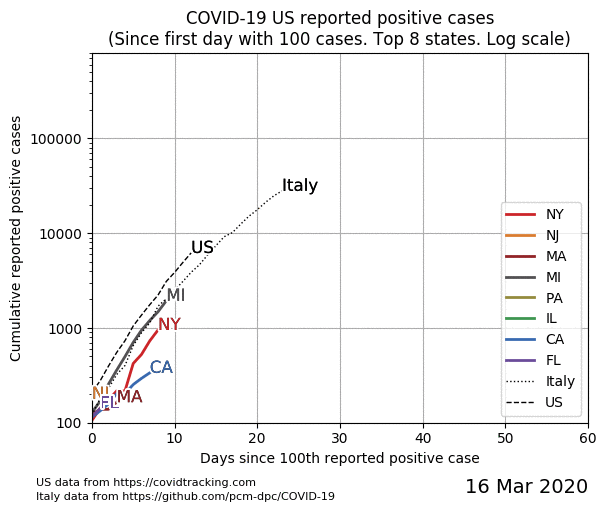 COVID-19 US reported positive cases
(Since first day with 100 cases. Top 8 states. Log scale)
Cumulative reported positive cases
100000
10000
1000
100
Italy
US
MI
NY
CA
NJ
FL
MA
NY
NJ
MA
MI
PA
IL
CA
FL
Italy
US
0
10
20
30
40
50
60
Days since 100th reported positive case
US data from https://covidtracking.com
Italy data from https://github.com/pcm-dpc/COVID-19
16 Mar 2020